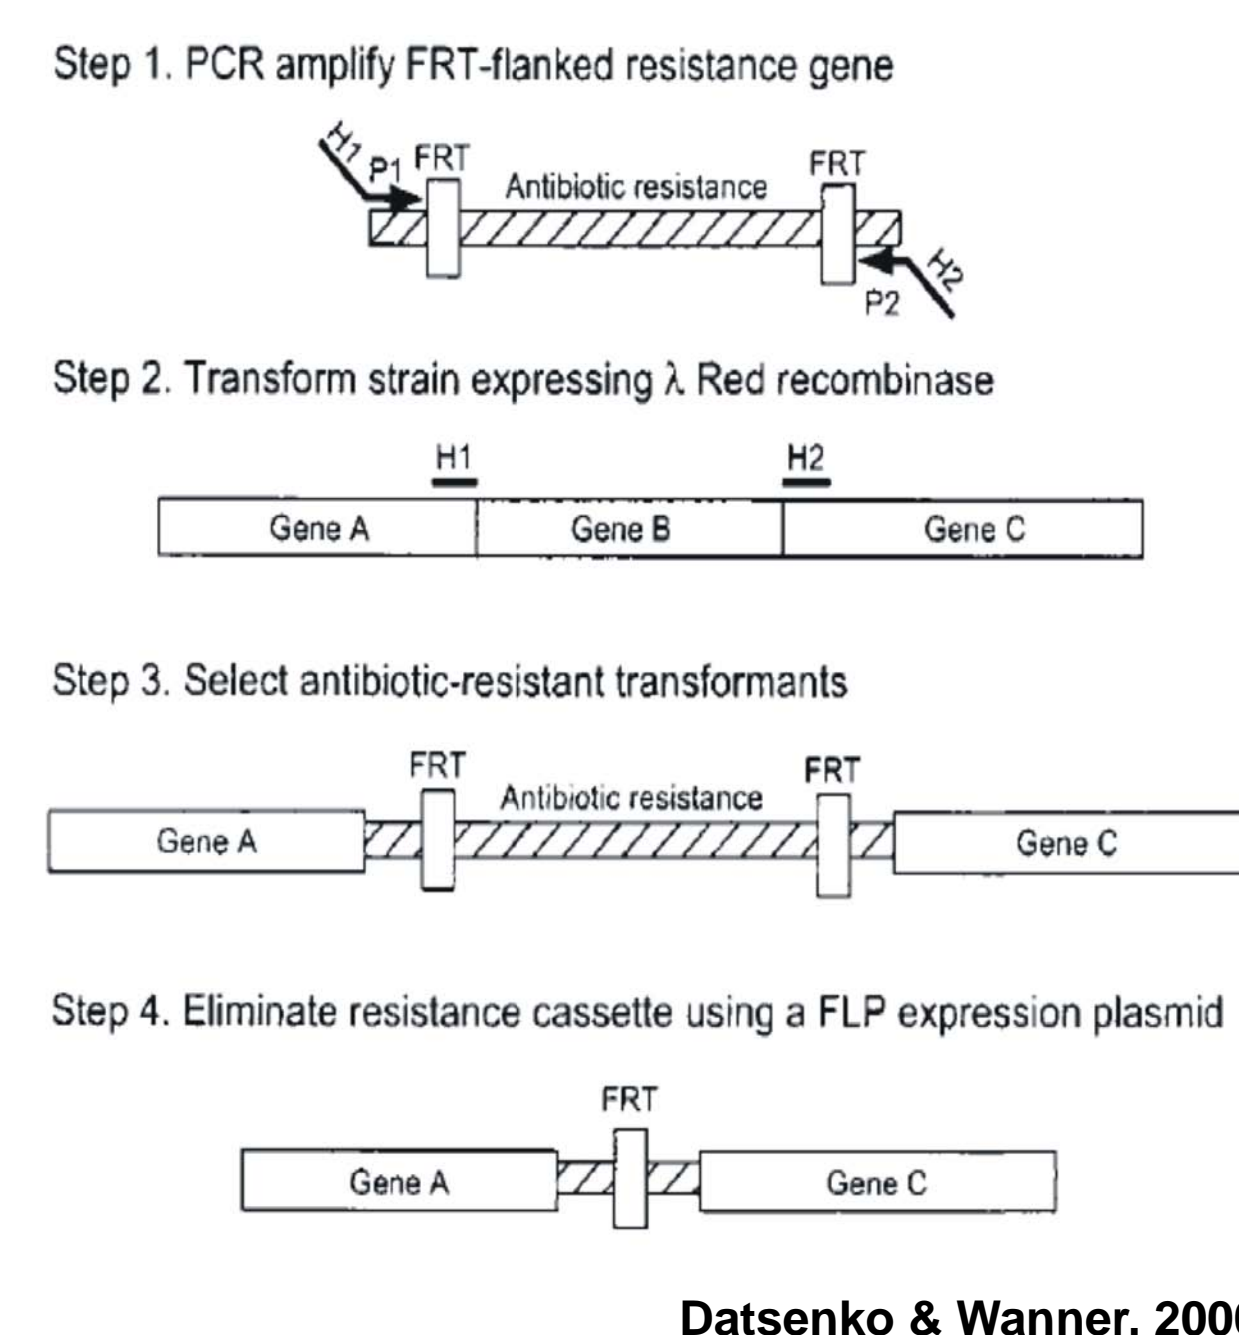 Step 1. PCR amplify FRT-flanked resistance gene
H1
P1
FRT
Antibiotic resistance
FRT
H2
P2
Step 2. Transform strain expressing λ Red recombinase
H1
H2
Gene A
Gene B
Gene C
Step 3. Select antibiotic-resistant transformants
FRT
FRT
Antibiotic resistance
Gene A
Gene C
Step 4. Eliminate resistance cassette using a FLP expression plasmid
FRT
Gene A
Gene C
Datsenko & Wanner. 2000